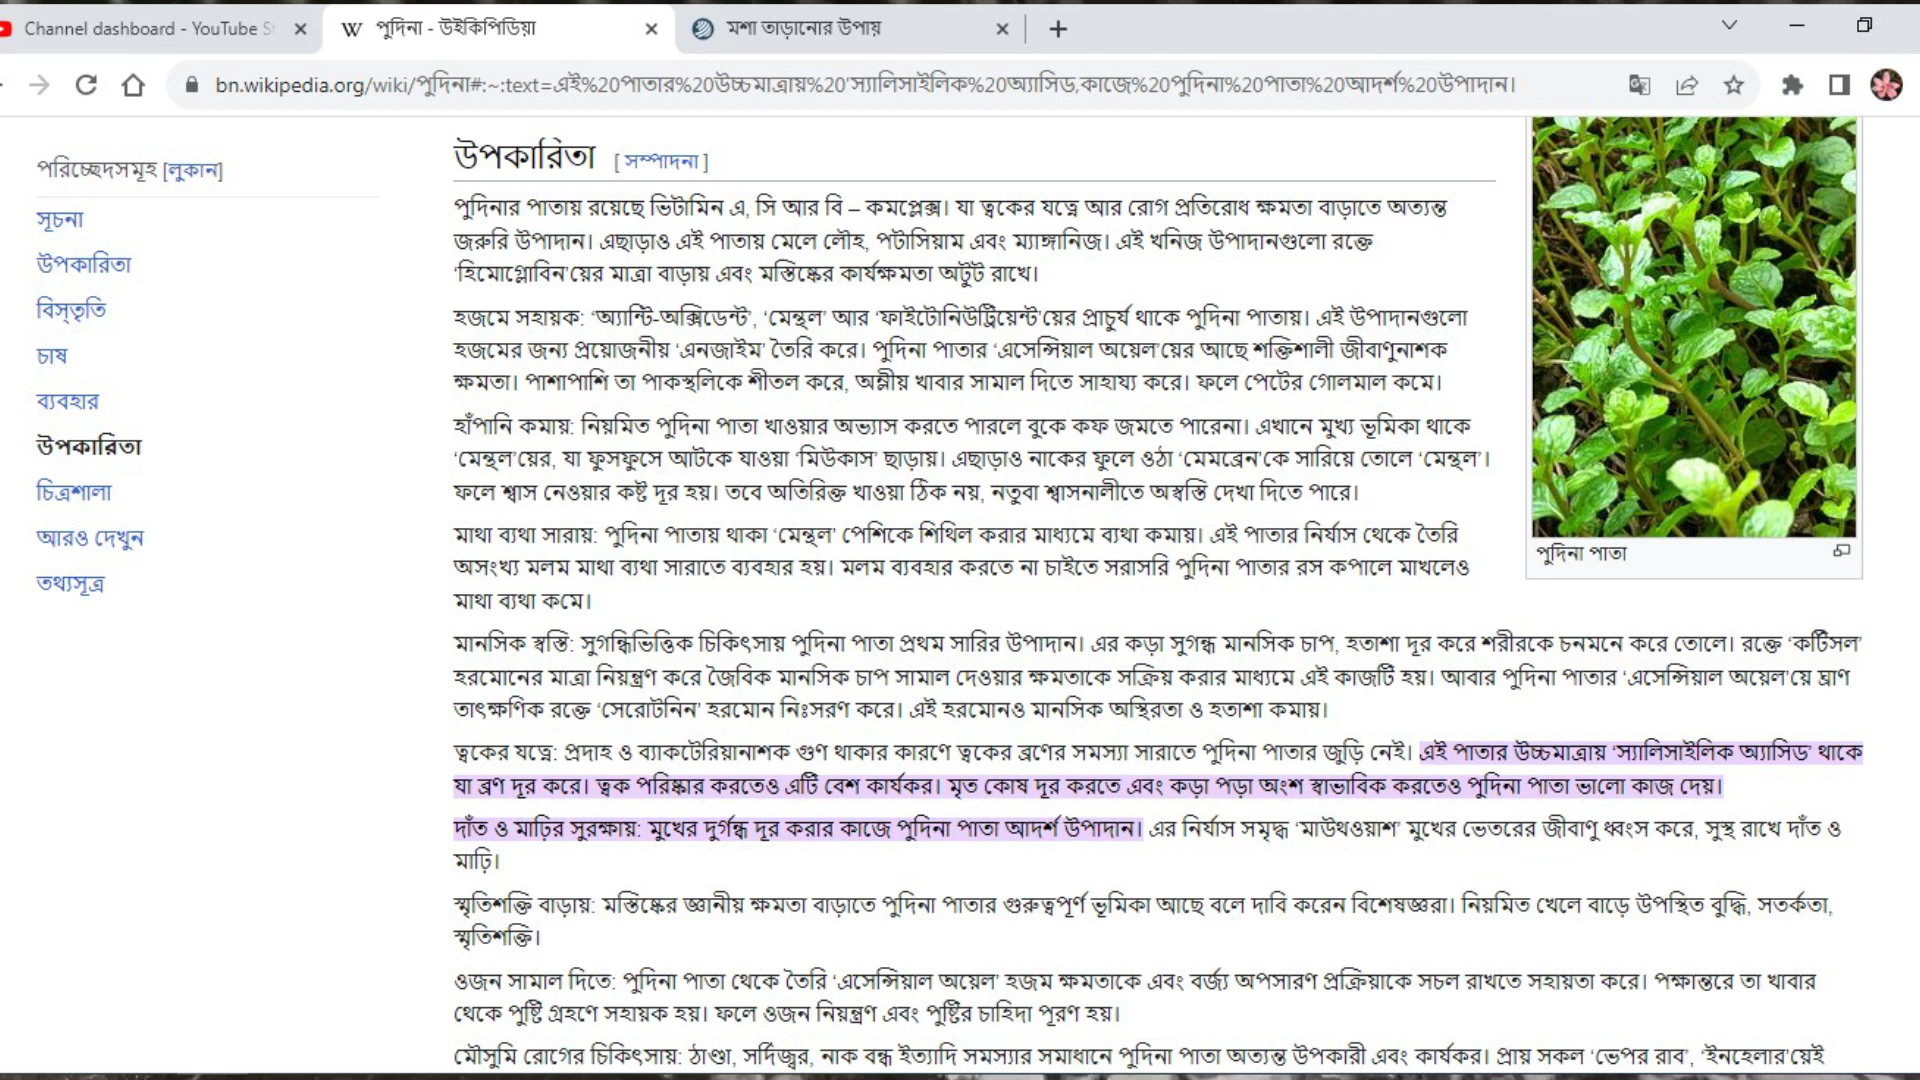 Channel dashboard - YouTube St
পুদিনা - উইকিপিডিয়া
মশা তাড়ানোর উপায়
bn.wikipedia.org/wiki/পুদিনা#:~:text=এই%20পাতার%20উচ্চমাত্রায়%20'স্যালিসাইলিক%20অ্যাসিড,কাজে%20পুদিনা%20পাতা%20আদর্শ%20উপাদান।
পরিচ্ছেদসমূহ [লুকান]
সূচনা
উপকারিতা
বিস্তৃতি
চাষ
ব্যবহার
উপকারিতা
চিত্রশালা
আরও দেখুন
তথ্যসূত্র
উপকারিতা [ সম্পাদনা ]
পুদিনার পাতায় রয়েছে ভিটামিন এ, সি আর বি – কমপ্লেক্স। যা ত্বকের যত্নে আর রোগ প্রতিরোধ ক্ষমতা বাড়াতে অত্যন্ত
জরুরি উপাদান। এছাড়াও এই পাতায় মেলে লৌহ, পটাসিয়াম এবং ম্যাঙ্গানিজ। এই খনিজ উপাদানগুলো রক্তে
‘হিমোগ্লোবিন’য়ের মাত্রা বাড়ায় এবং মস্তিষ্কের কার্যক্ষমতা অটুট রাখে।
হজমে সহায়ক: ‘অ্যান্টি-অক্সিডেন্ট’, ‘মেন্থল’ আর ‘ফাইটোনিউট্রিয়েন্ট’য়ের প্রাচুর্য থাকে পুদিনা পাতায়। এই উপাদানগুলো
হজমের জন্য প্রয়োজনীয় ‘এনজাইম’ তৈরি করে। পুদিনা পাতার ‘এসেন্সিয়াল অয়েল’য়ের আছে শক্তিশালী জীবাণুনাশক
ক্ষমতা। পাশাপাশি তা পাকস্থলিকে শীতল করে, অম্লীয় খাবার সামাল দিতে সাহায্য করে। ফলে পেটের গোলমাল কমে।
হাঁপানি কমায়: নিয়মিত পুদিনা পাতা খাওয়ার অভ্যাস করতে পারলে বুকে কফ জমতে পারেনা। এখানে মুখ্য ভূমিকা থাকে
‘মেন্থল’য়ের, যা ফুসফুসে আটকে যাওয়া ‘মিউকাস’ ছাড়ায়। এছাড়াও নাকের ফুলে ওঠা ‘মেমব্রেন’কে সারিয়ে তোলে ‘মেন্থল’।
ফলে শ্বাস নেওয়ার কষ্ট দূর হয়। তবে অতিরিক্ত খাওয়া ঠিক নয়, নতুবা শ্বাসনালীতে অস্বস্তি দেখা দিতে পারে।
মাথা ব্যথা সারায়: পুদিনা পাতায় থাকা ‘মেন্থল’ পেশিকে শিথিল করার মাধ্যমে ব্যথা কমায়। এই পাতার নির্যাস থেকে তৈরি
অসংখ্য মলম মাথা ব্যথা সারাতে ব্যবহার হয়। মলম ব্যবহার করতে না চাইতে সরাসরি পুদিনা পাতার রস কপালে মাখলেও
মাথা ব্যথা কমে।
পুদিনা পাতা
মানসিক স্বস্তি: সুগন্ধিভিত্তিক চিকিৎসায় পুদিনা পাতা প্রথম সারির উপাদান। এর কড়া সুগন্ধ মানসিক চাপ, হতাশা দূর করে শরীরকে চনমনে করে তোলে। রক্তে ‘কর্টিসল’
হরমোনের মাত্রা নিয়ন্ত্রণ করে জৈবিক মানসিক চাপ সামাল দেওয়ার ক্ষমতাকে সক্রিয় করার মাধ্যমে এই কাজটি হয়। আবার পুদিনা পাতার ‘এসেন্সিয়াল অয়েল’য়ে ঘ্রাণ
তাৎক্ষণিক রক্তে ‘সেরোটনিন’ হরমোন নিঃসরণ করে। এই হরমোনও মানসিক অস্থিরতা ও হতাশা কমায়।
ত্বকের যত্নে: প্রদাহ ও ব্যাকটেরিয়ানাশক গুণ থাকার কারণে ত্বকের ব্রণের সমস্যা সারাতে পুদিনা পাতার জুড়ি নেই। এই পাতার উচ্চমাত্রায় ‘স্যালিসাইলিক অ্যাসিড’ থাকে
যা ব্রণ দূর করে। ত্বক পরিষ্কার করতেও এটি বেশ কার্যকর। মৃত কোষ দূর করতে এবং কড়া পড়া অংশ স্বাভাবিক করতেও পুদিনা পাতা ভালো কাজ দেয়।
দাঁত ও মাঢ়ির সুরক্ষায়: মুখের দুর্গন্ধ দূর করার কাজে পুদিনা পাতা আদর্শ উপাদান। এর নির্যাস সমৃদ্ধ ‘মাউথওয়াশ’ মুখের ভেতরের জীবাণু ধ্বংস করে, সুস্থ রাখে দাঁত ও
মাঢ়ি।
স্মৃতিশক্তি বাড়ায়: মস্তিষ্কের জ্ঞানীয় ক্ষমতা বাড়াতে পুদিনা পাতার গুরুত্বপূর্ণ ভূমিকা আছে বলে দাবি করেন বিশেষজ্ঞরা। নিয়মিত খেলে বাড়ে উপস্থিত বুদ্ধি, সতর্কতা,
স্মৃতিশক্তি।
ওজন সামাল দিতে: পুদিনা পাতা থেকে তৈরি ‘এসেন্সিয়াল অয়েল’ হজম ক্ষমতাকে এবং বর্জ্য অপসারণ প্রক্রিয়াকে সচল রাখতে সহায়তা করে। পক্ষান্তরে তা খাবার
থেকে পুষ্টি গ্রহণে সহায়ক হয়। ফলে ওজন নিয়ন্ত্রণ এবং পুষ্টির চাহিদা পূরণ হয়।
মৌসুমি রোগের চিকিৎসায়: ঠাণ্ডা, সর্দিজ্বর, নাক বন্ধ ইত্যাদি সমস্যার সমাধানে পুদিনা পাতা অত্যন্ত উপকারী এবং কার্যকর। প্রায় সকল ‘ভেপর রাব’, ‘ইনহেলার’য়েই